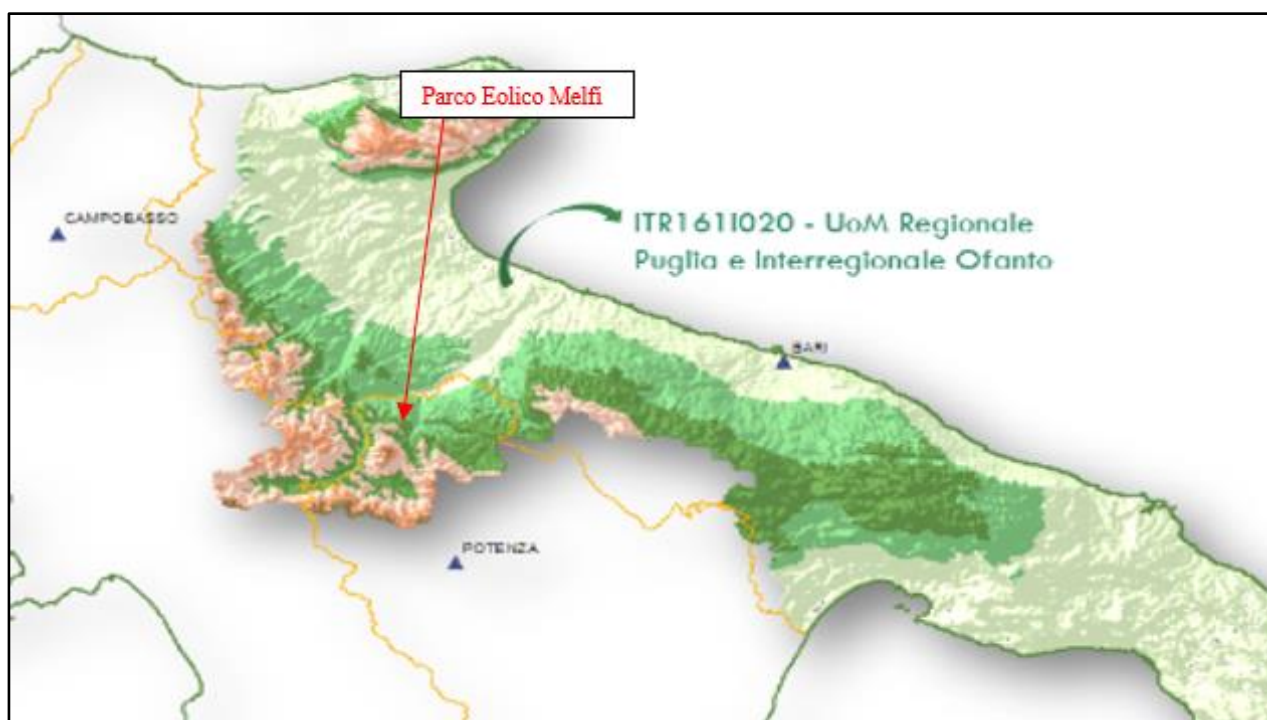 Parco Eolico Melfi
CAMPOBASSO
ITR161I020 - UoM Regionale
Puglia e Interregionale Ofanto
BARI
POTENZA